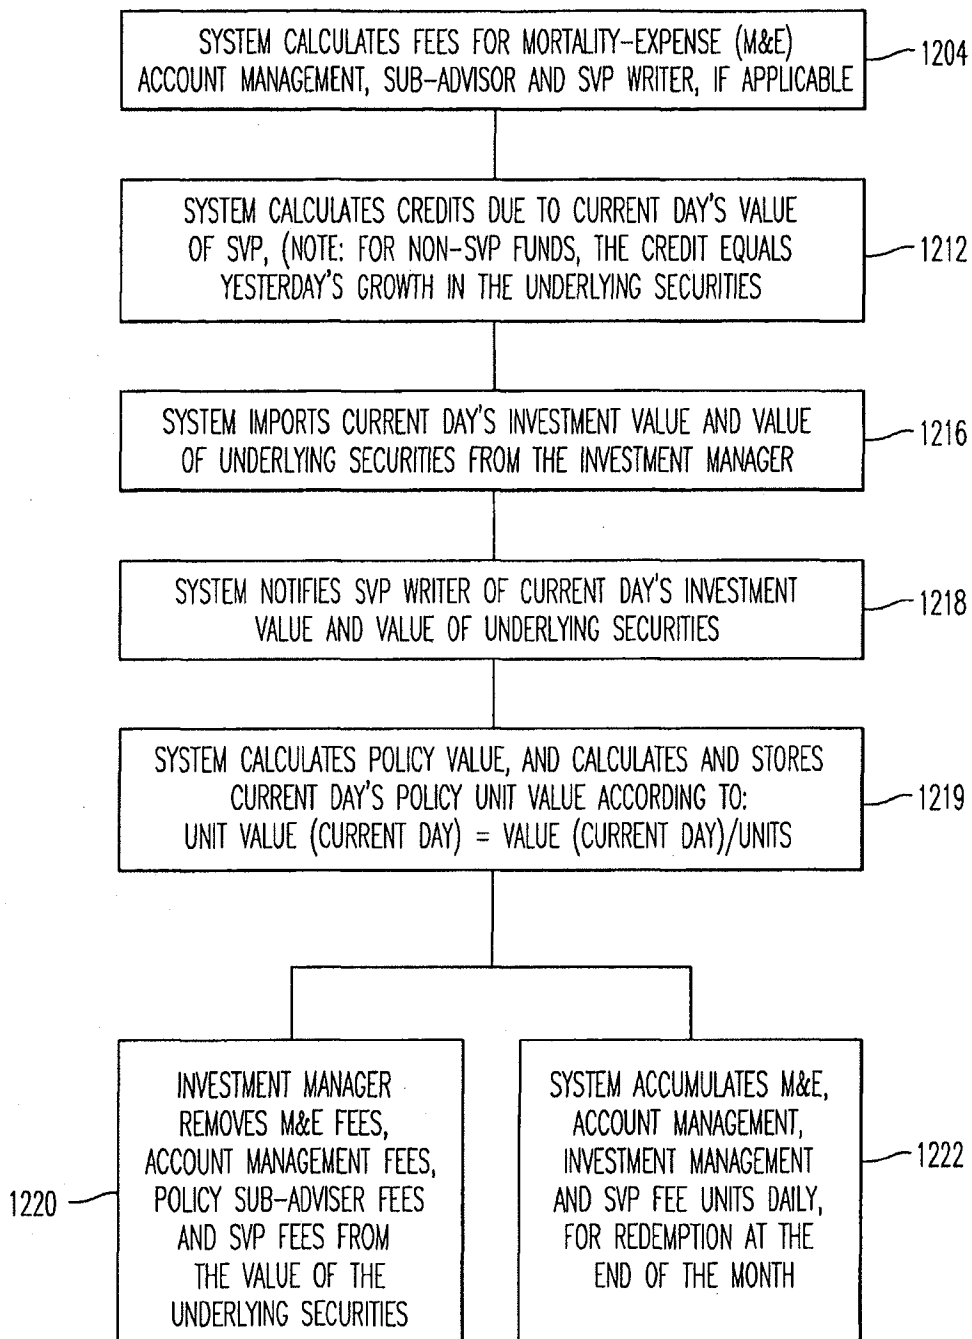 SYSTEM CALCULATES FEES FOR MORTALITY-EXPENSE (M&E)
ACCOUNT MANAGEMENT, SUB-ADVISOR AND SVP WRITER, IF APPLICABLE
1204
SYSTEM CALCULATES CREDITS DUE TO CURRENT DAY'S VALUE
OF SVP, (NOTE: FOR NON-SVP FUNDS, THE CREDIT EQUALS
YESTERDAY'S GROWTH IN THE UNDERLYING SECURITIES
1212
SYSTEM IMPORTS CURRENT DAY'S INVESTMENT VALUE AND VALUE
OF UNDERLYING SECURITIES FROM THE INVESTMENT MANAGER
1216
SYSTEM NOTIFIES SVP WRITER OF CURRENT DAY'S INVESTMENT
VALUE AND VALUE OF UNDERLYING SECURITIES
1218
SYSTEM CALCULATES POLICY VALUE, AND CALCULATES AND STORES
CURRENT DAY'S POLICY UNIT VALUE ACCORDING TO:
UNIT VALUE (CURRENT DAY) = VALUE (CURRENT DAY)/UNITS
1219
INVESTMENT MANAGER
REMOVES M&E FEES,
ACCOUNT MANAGEMENT FEES,
POLICY SUB-ADVISER FEES
AND SVP FEES FROM
THE VALUE OF THE
UNDERLYING SECURITIES
1220
SYSTEM ACCUMULATES M&E,
ACCOUNT MANAGEMENT,
INVESTMENT MANAGEMENT
AND SVP FEE UNITS DAILY,
FOR REDEMPTION AT THE
END OF THE MONTH
1222